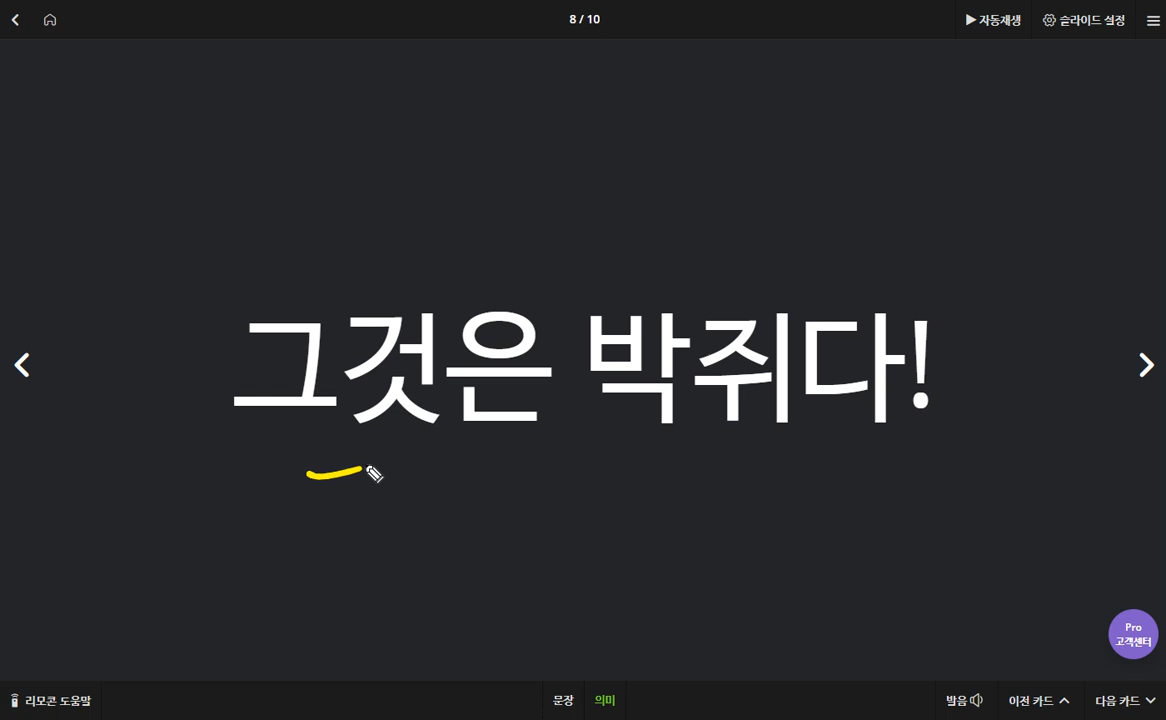 8 / 10
자동재생
슬라이드 설정
그것은 박쥐다!
Pro
고객센터
리모콘 도움말
문장
의미
발음
이전 카드
다음 카드